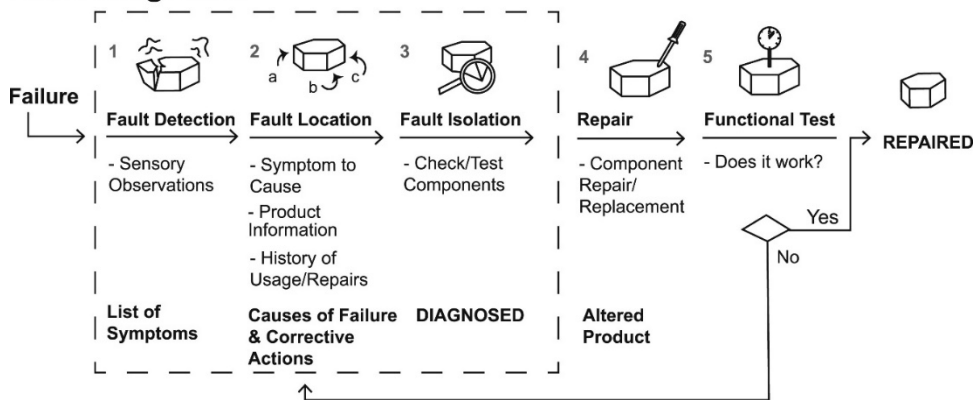 Failure
1
Fault Detection
- Sensory
Observations
List of
Symptoms
2
a
b
c
Fault Location
- Symptom to
Cause
- Product
Information
- History of
Usage/Repairs
Causes of Failure
& Corrective
Actions
3
Fault Isolation
- Check/Test
Components
DIAGNOSED
4
Repair
- Component
Repair/
Replacement
Altered
Product
5
Functional Test
- Does it work?
Yes
No
REPAIRED